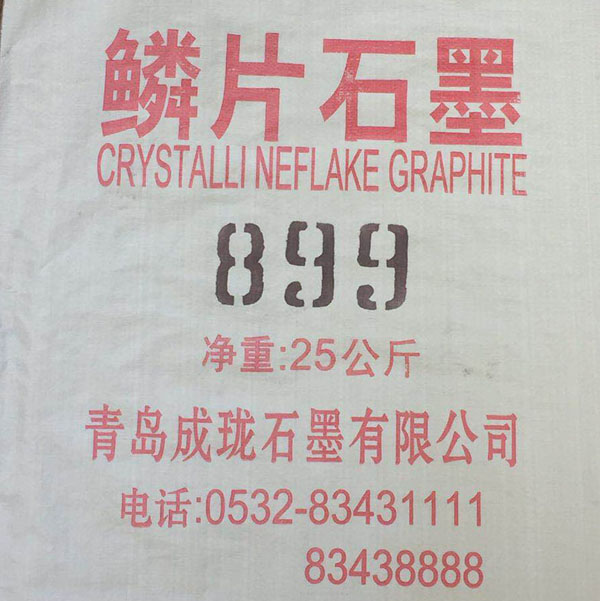 鳞片石墨
CRYSTALLI NEFLAKE GRAPHITE
899
净重:25公斤
青岛成珑石墨有限公司
电话:0532-83431111
83438888